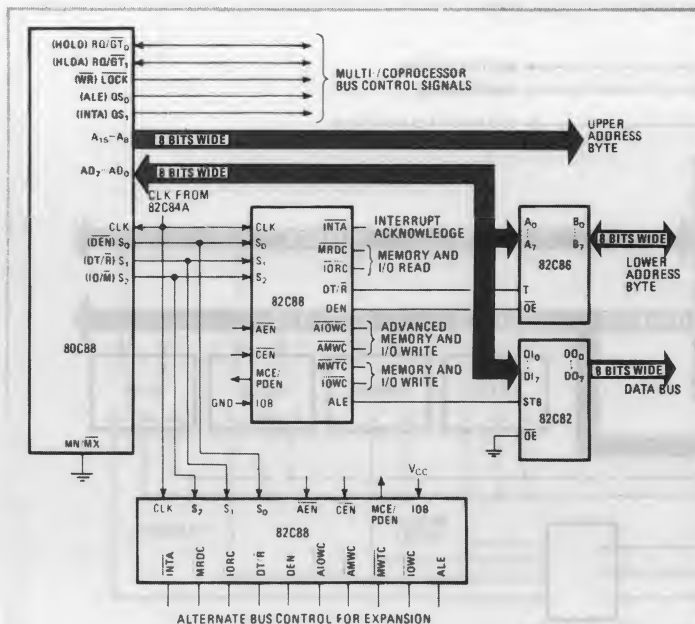 (HOLD) RQ/GT0
(HLDA) RQ/GT1
(WR) LOCK
(ALE) QS0
(INTA) QS1
MULTI-/COPROCESSOR
BUS CONTROL SIGNALS
A15-A8
8 BITS WIDE
UPPER
ADDRESS
BYTE
AD7-AD0
8 BITS WIDE
CLK FROM
82C84A
CLK
(DEN) S0
(DT/R) S1
(IO/M) S2
80C88
MN/MX
CLK
S0
S1
S2
82C88
AEN
CEN
MCE/
PDEN
GND
IOB
INTA
MRDC
IORC
DT/R
DEN
AIOWC
AMWC
MWTC
IOWC
ALE
INTERRUPT
ACKNOWLEDGE
MEMORY AND
I/O READ
ADVANCED
MEMORY AND
I/O WRITE
MEMORY AND
I/O WRITE
A0
A7
B0
B7
82C86
T
OE
8 BITS WIDE
LOWER
ADDRESS
BYTE
DI0
DI7
DO0
DO7
82C82
STB
OE
8 BITS WIDE
DATA BUS
VCC
CLK S2 S1 S0 AEN CEN MCE/
PDEN IOB
82C88
INTA MRDC IORC DT/R DEN AIOWC AMWC MWTC IOWC ALE
ALTERNATE BUS CONTROL FOR EXPANSION